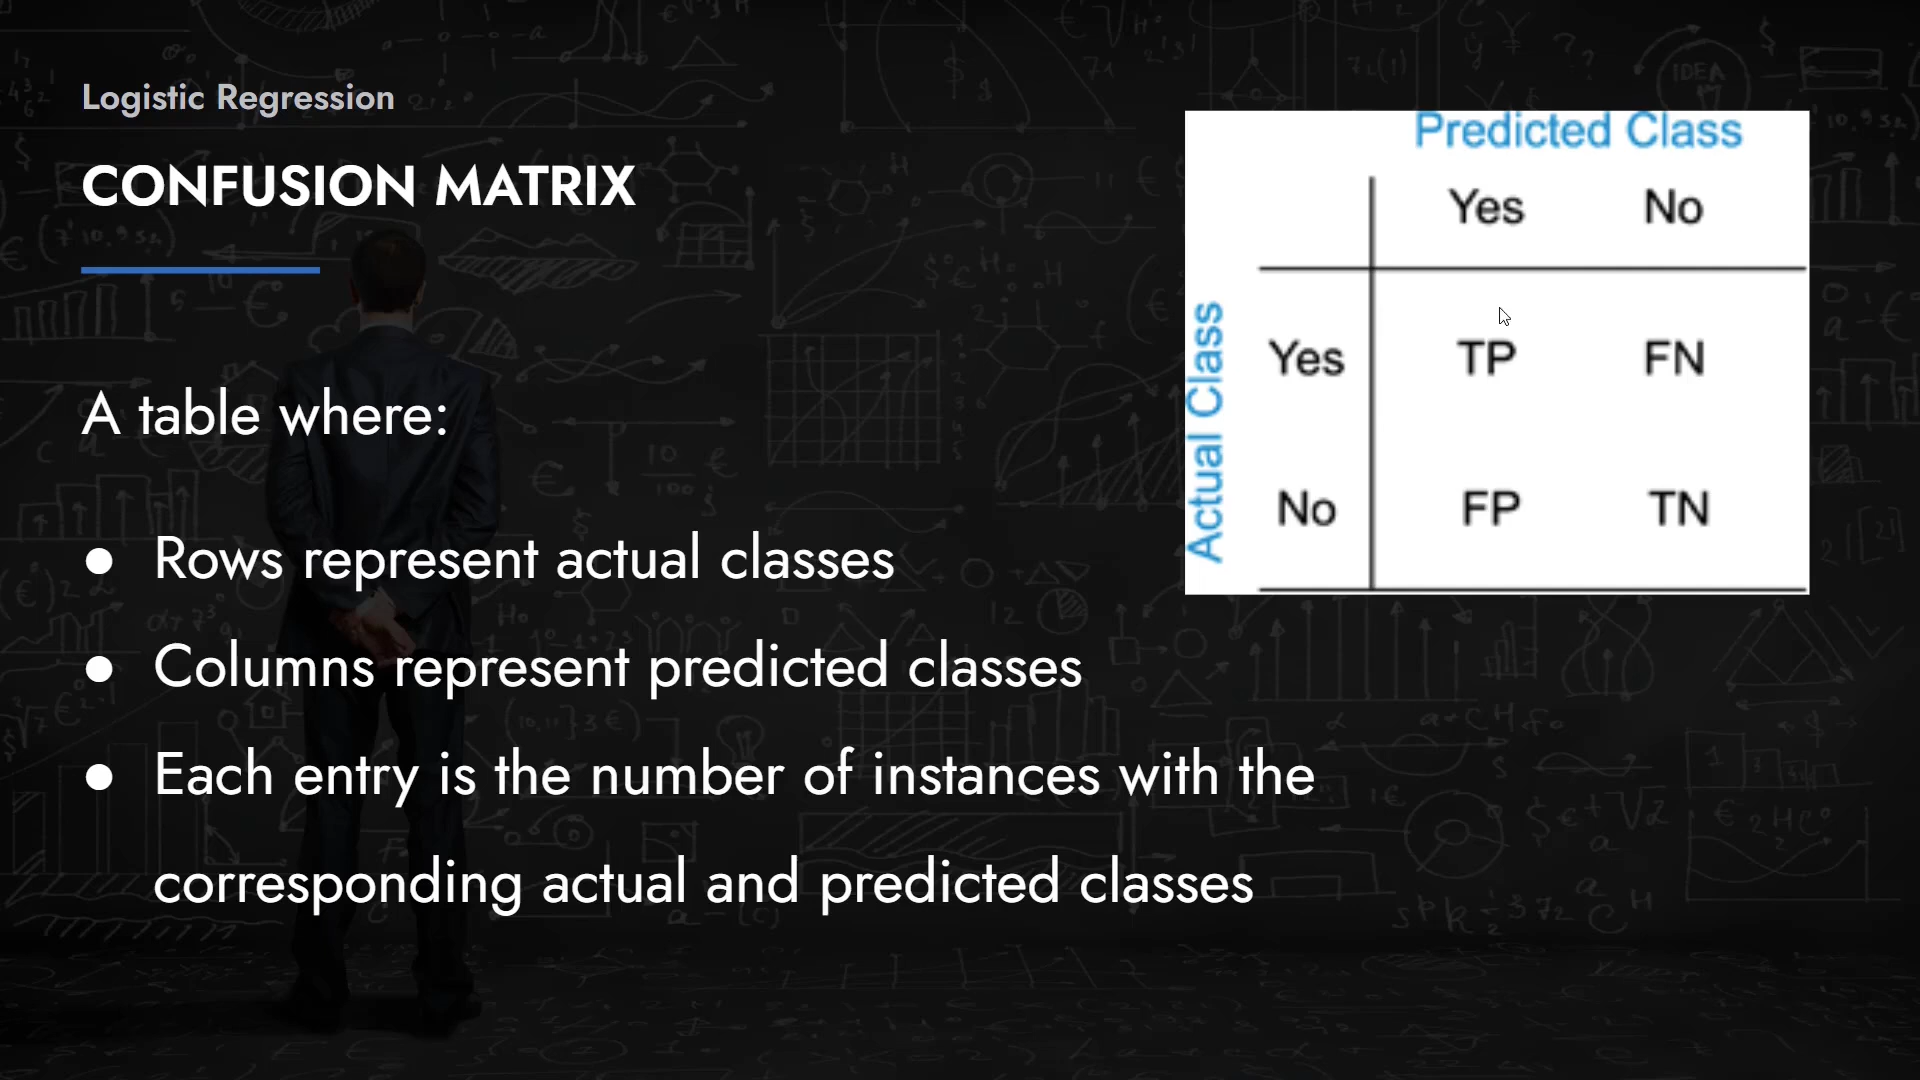 Logistic Regression
CONFUSION MATRIX
A table where:
● Rows represent actual classes
● Columns represent predicted classes
● Each entry is the number of instances with the
corresponding actual and predicted classes
Predicted Class
Yes No
Actual Class
Yes TP FN
No FP TN